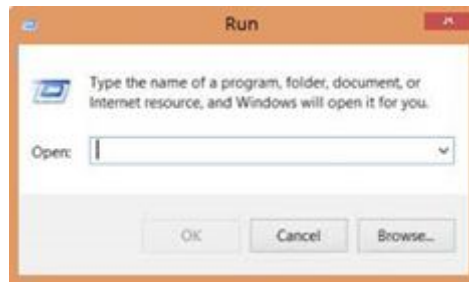 Run
Type the name of a program, folder, document, or
Internet resource, and Windows will open it for you.
Open:
OK Cancel Browse...